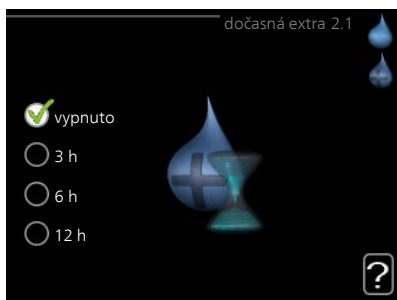 dočasná extra 2.1
vypnuto
3 h
6 h
12 h
?